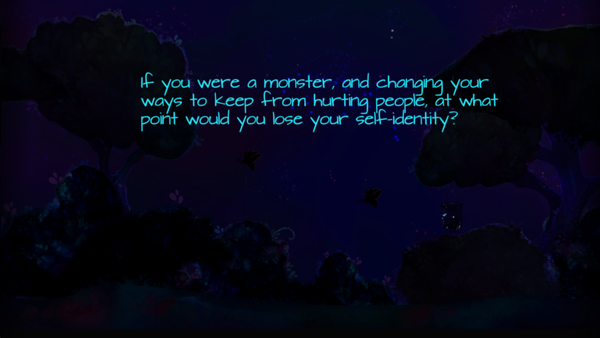 If you were a monster, and changing your
ways to keep from hurting people, at what
point would you lose your self-identity?